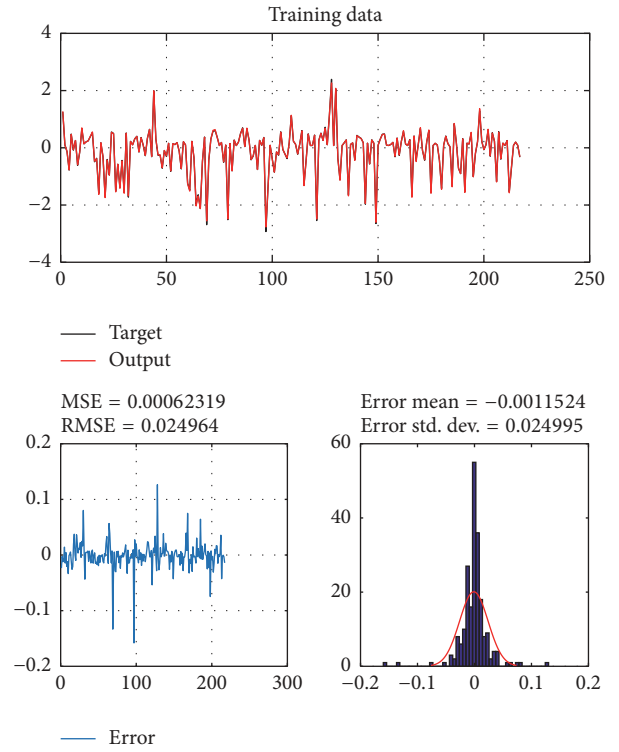 Training data
4
2
0
−2
−4
0 50 100 150 200 250
Target
Output
MSE = 0.00062319
RMSE = 0.024964
0.2
0.1
0
−0.1
−0.2
0 100 200 300
Error
Error mean = −0.0011524
Error std. dev. = 0.024995
60
40
20
0
−0.2 −0.1 0 0.1 0.2